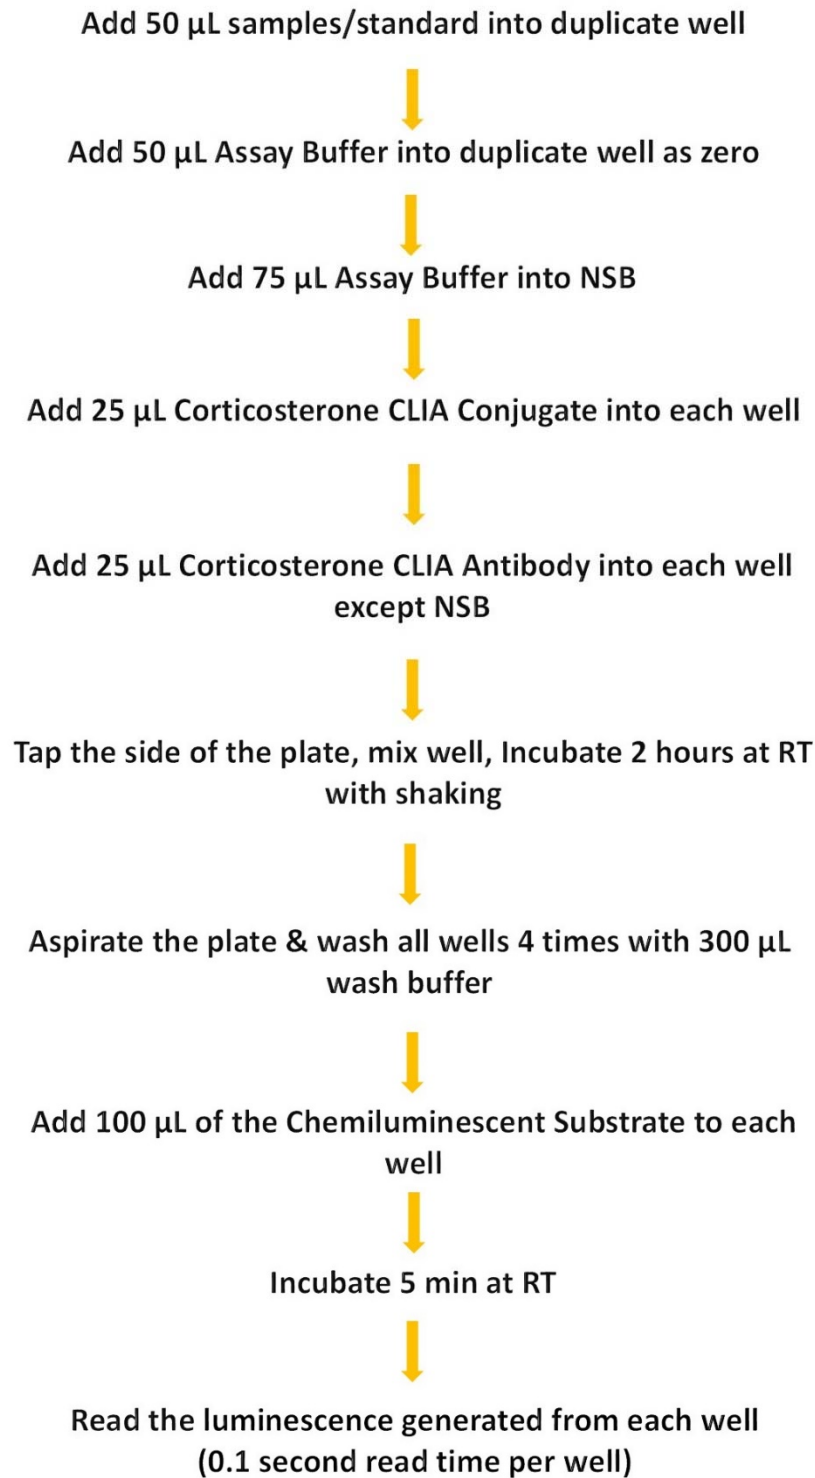 Add 50 µL samples/standard into duplicate well
Add 50 µL Assay Buffer into duplicate well as zero
Add 75 µL Assay Buffer into NSB
Add 25 µL Corticosterone CLIA Conjugate into each well
Add 25 µL Corticosterone CLIA Antibody into each well
except NSB
Tap the side of the plate, mix well, Incubate 2 hours at RT
with shaking
Aspirate the plate & wash all wells 4 times with 300 µL
wash buffer
Add 100 µL of the Chemiluminescent Substrate to each
well
Incubate 5 min at RT
Read the luminescence generated from each well
(0.1 second read time per well)